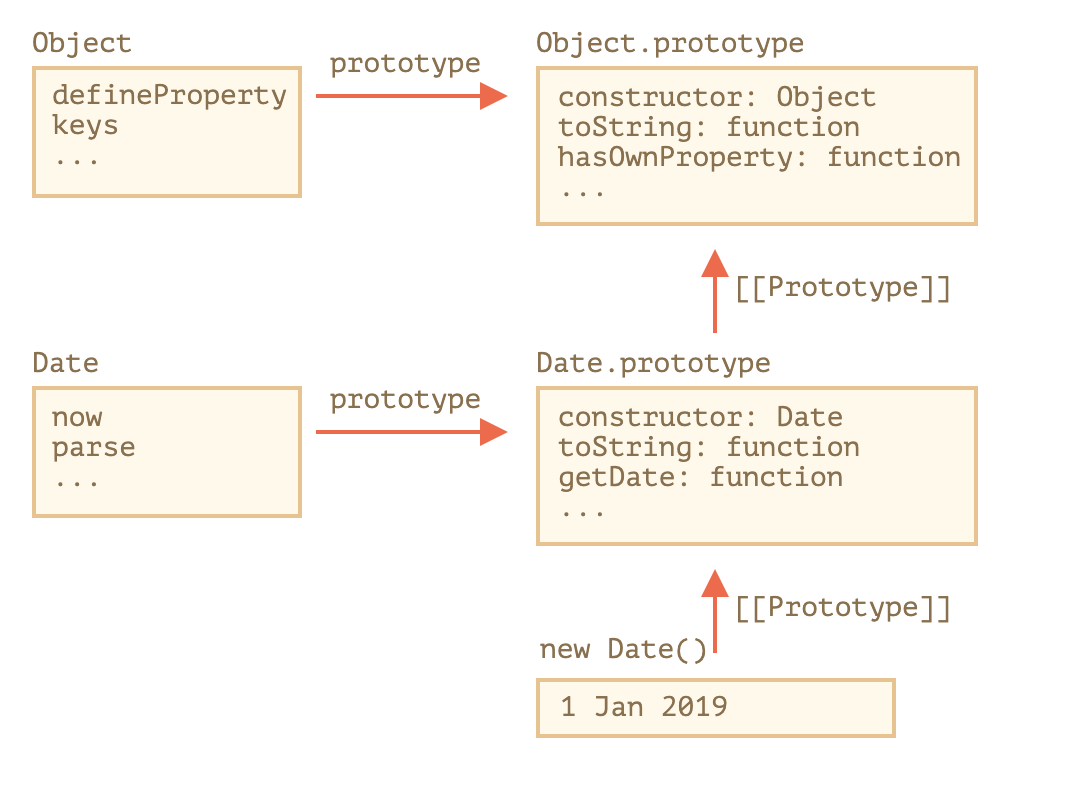 Object
prototype
Object.prototype
defineProperty
keys
...
constructor: Object
toString: function
hasOwnProperty: function
...
[[Prototype]]
Date
prototype
Date.prototype
now
parse
...
constructor: Date
toString: function
getDate: function
...
[[Prototype]]
new Date()
1 Jan 2019